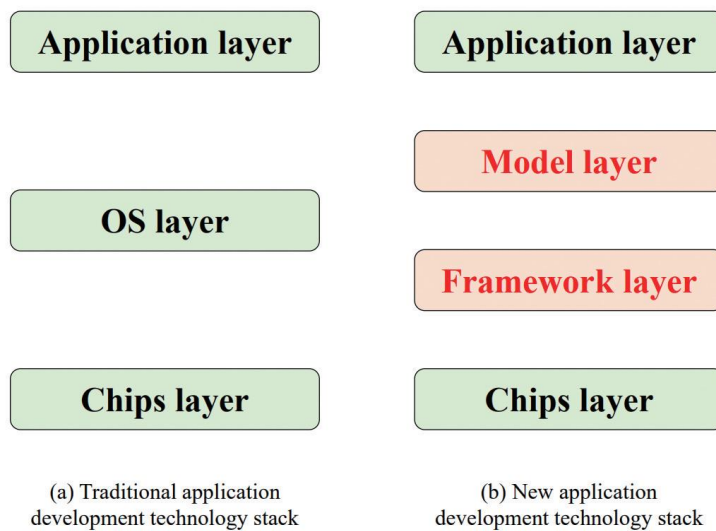 Application layer
OS layer
Chips layer
(a) Traditional application
development technology stack
Application layer
Model layer
Framework layer
Chips layer
(b) New application
development technology stack